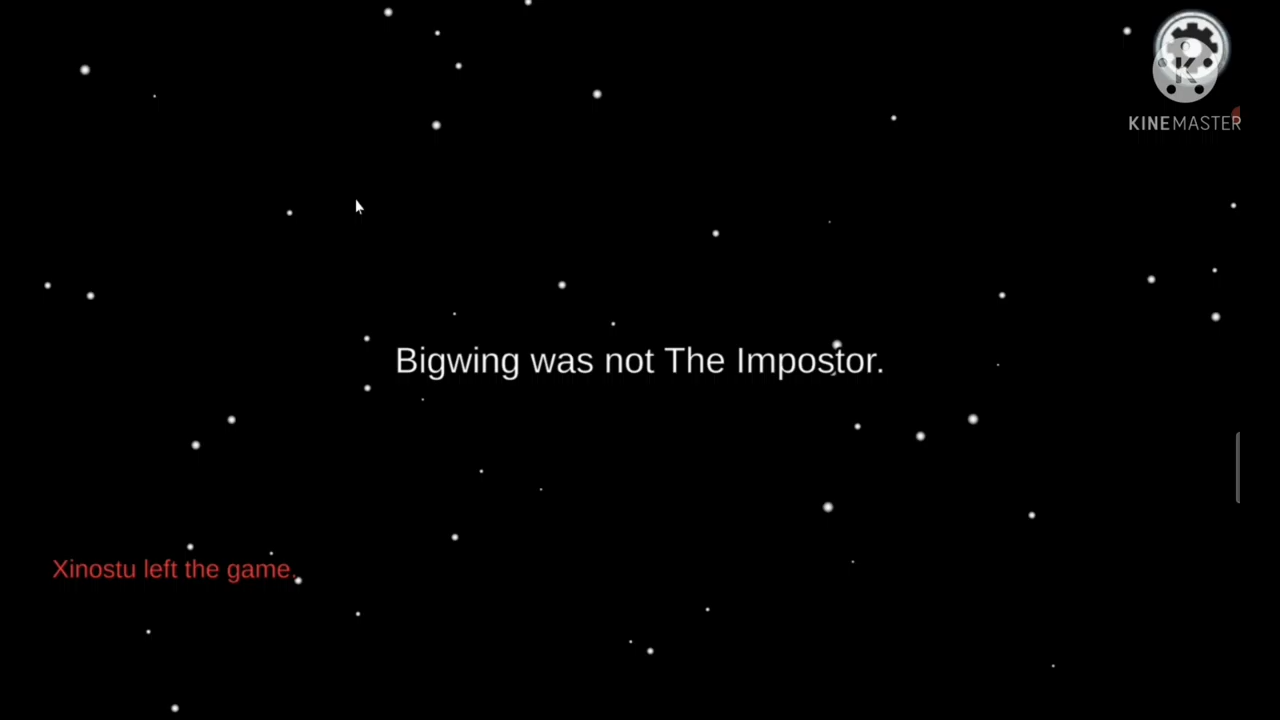 K
KINEMASTER
Bigwing was not The Impostor.
Xinostu left the game.